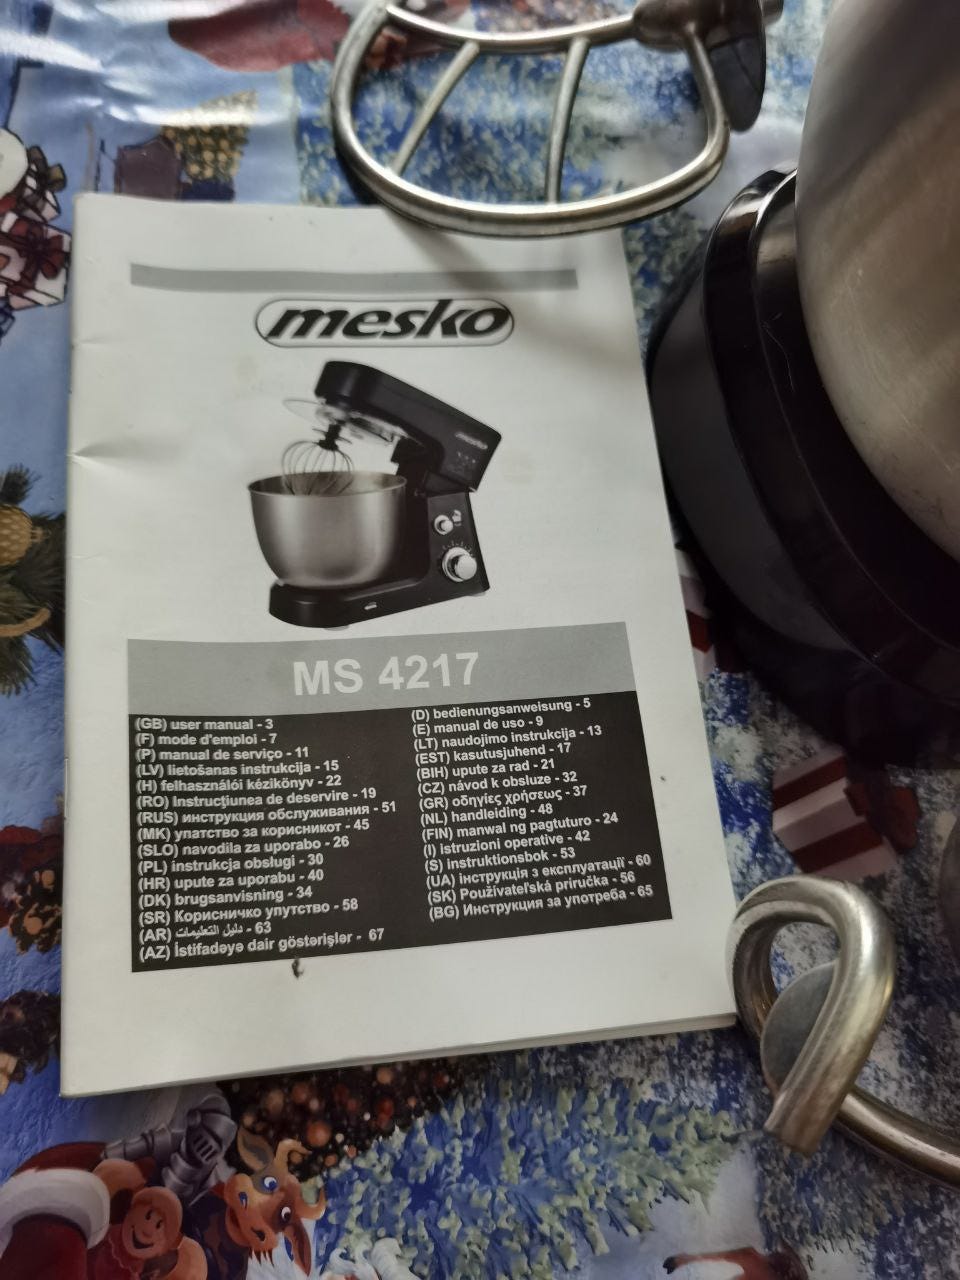 mesko
mesko
MS 4217
(GB) user manual - 3
(F) mode d'emploi - 7
(P) manual de serviço - 11
(LV) lietošanas instrukcija - 15
(H) felhasználói kézikönyv - 22
(RO) Instrucţiunea de deservire - 19
(RUS) инструкция обслуживания - 51
(MK) упатство за корисникот - 45
(SLO) navodila za uporabo - 26
(PL) instrukcja obsługi - 30
(HR) upute za uporabu - 40
(DK) brugsanvisning - 34
(SR) Корисничко упутство - 58
(AR) دليل التعليمات - 63
(AZ) İstifadəyə dair göstərişlər - 67
(D) bedienungsanweisung - 5
(E) manual de uso - 9
(LT) naudojimo instrukcija - 13
(EST) kasutusjuhend - 17
(BIH) upute za rad - 21
(CZ) návod k obsluze - 32
(GR) οδηγίες χρήσεως - 37
(NL) handleiding - 48
(FIN) manwal ng pagtuturo - 24
(I) istruzioni operative - 42
(S) instruktionsbok - 53
(UA) інструкція з експлуатації - 60
(SK) Používateľská príručka - 56
(BG) Инструкция за употреба - 65